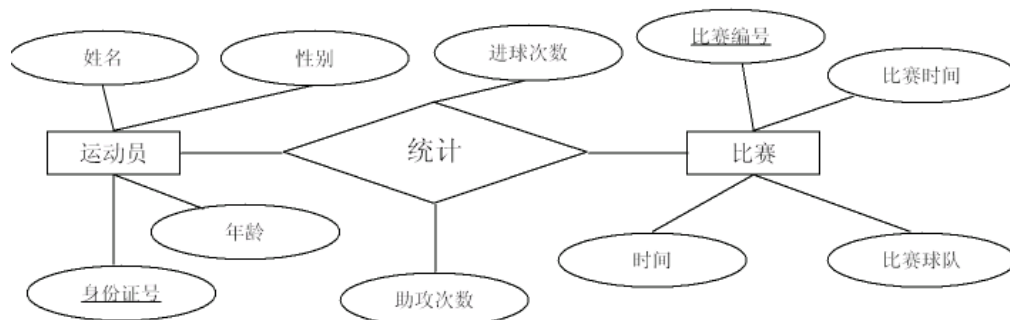 比赛编号
姓名
性别
进球次数
比赛时间
运动员
统计
比赛
年龄
时间
比赛球队
身份证号
助攻次数